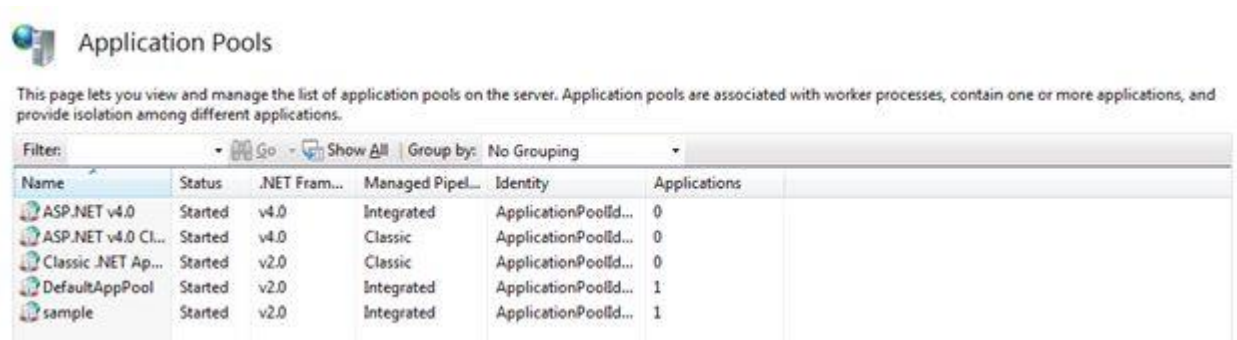 Application Pools
This page lets you view and manage the list of application pools on the server. Application pools are associated with worker processes, contain one or more applications, and
provide isolation among different applications.
Filter: Go Show All Group by: No Grouping
Name Status .NET Fram... Managed Pipel... Identity Applications
ASP.NET v4.0 Started v4.0 Integrated ApplicationPoolId... 0
ASP.NET v4.0 Cl... Started v4.0 Classic ApplicationPoolId... 0
Classic .NET Ap... Started v2.0 Classic ApplicationPoolId... 0
DefaultAppPool Started v2.0 Integrated ApplicationPoolId... 1
sample Started v2.0 Integrated ApplicationPoolId... 1